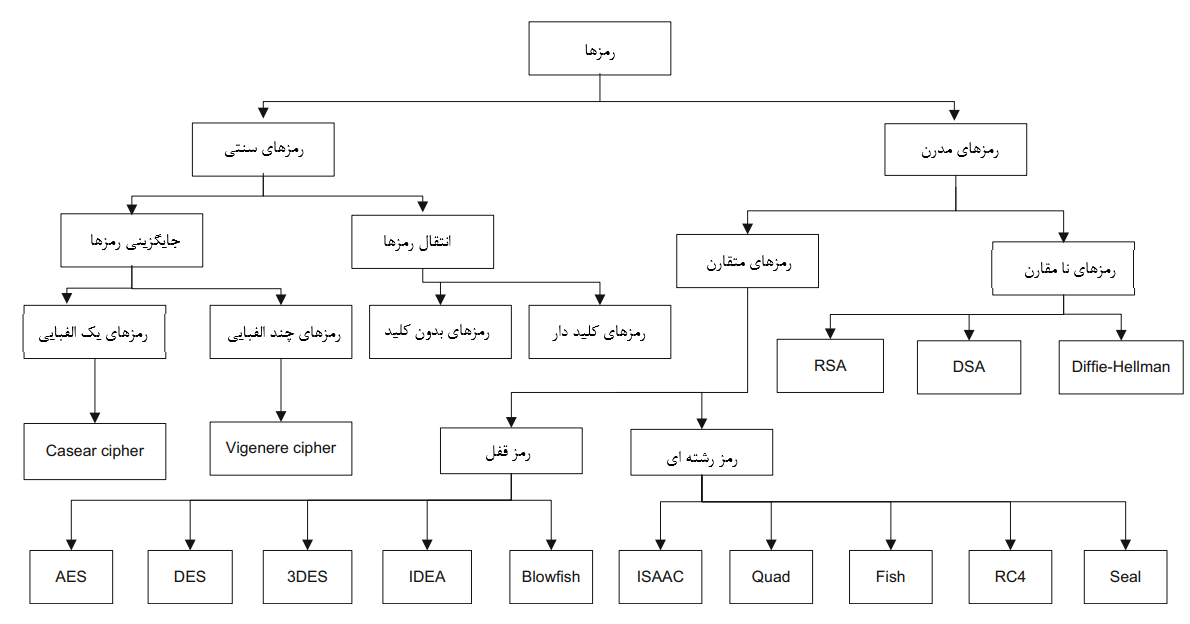 رمزها
رمزهای سنتی
رمزهای مدرن
جایگزینی رمزها
انتقال رمزها
رمزهای متقارن
رمزهای نا مقارن
رمزهای یک الفبایی
رمزهای چند الفبایی
رمزهای بدون کلید
رمزهای کلید دار
RSA
DSA
Diffie-Hellman
Casear cipher
Vigenere cipher
رمز قفل
رمز رشته ای
AES
DES
3DES
IDEA
Blowfish
ISAAC
Quad
Fish
RC4
Seal